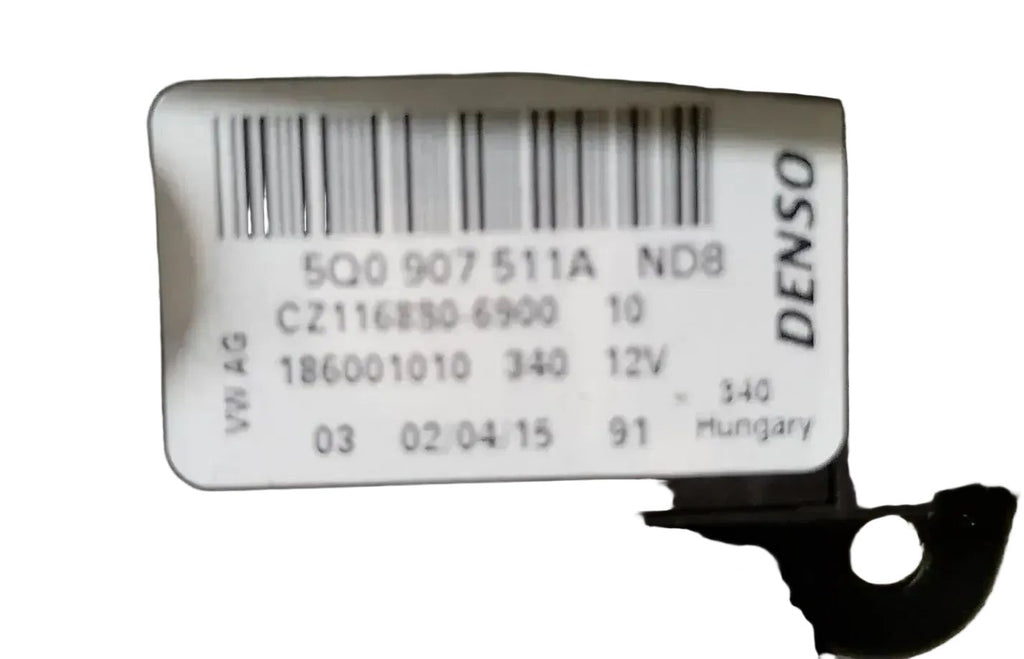 5Q0 907 511A ND8
CZ116880-6900 10
186001010 340 12V
03 02/04/15 91
340
Hungary
VW AG
DENSO